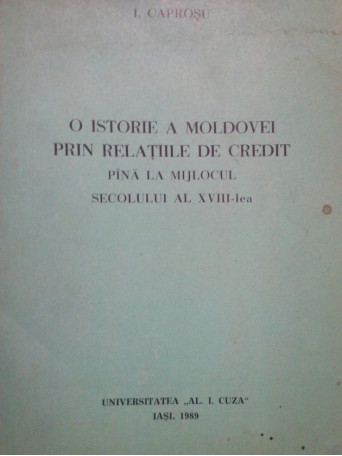 I. CAPROȘU
O ISTORIE A MOLDOVEI
PRIN RELAȚIILE DE CREDIT
PÎNĂ LA MIJLOCUL
SECOLULUI AL XVIII-lea
UNIVERSITATEA „AL. I. CUZA"
IAȘI, 1989